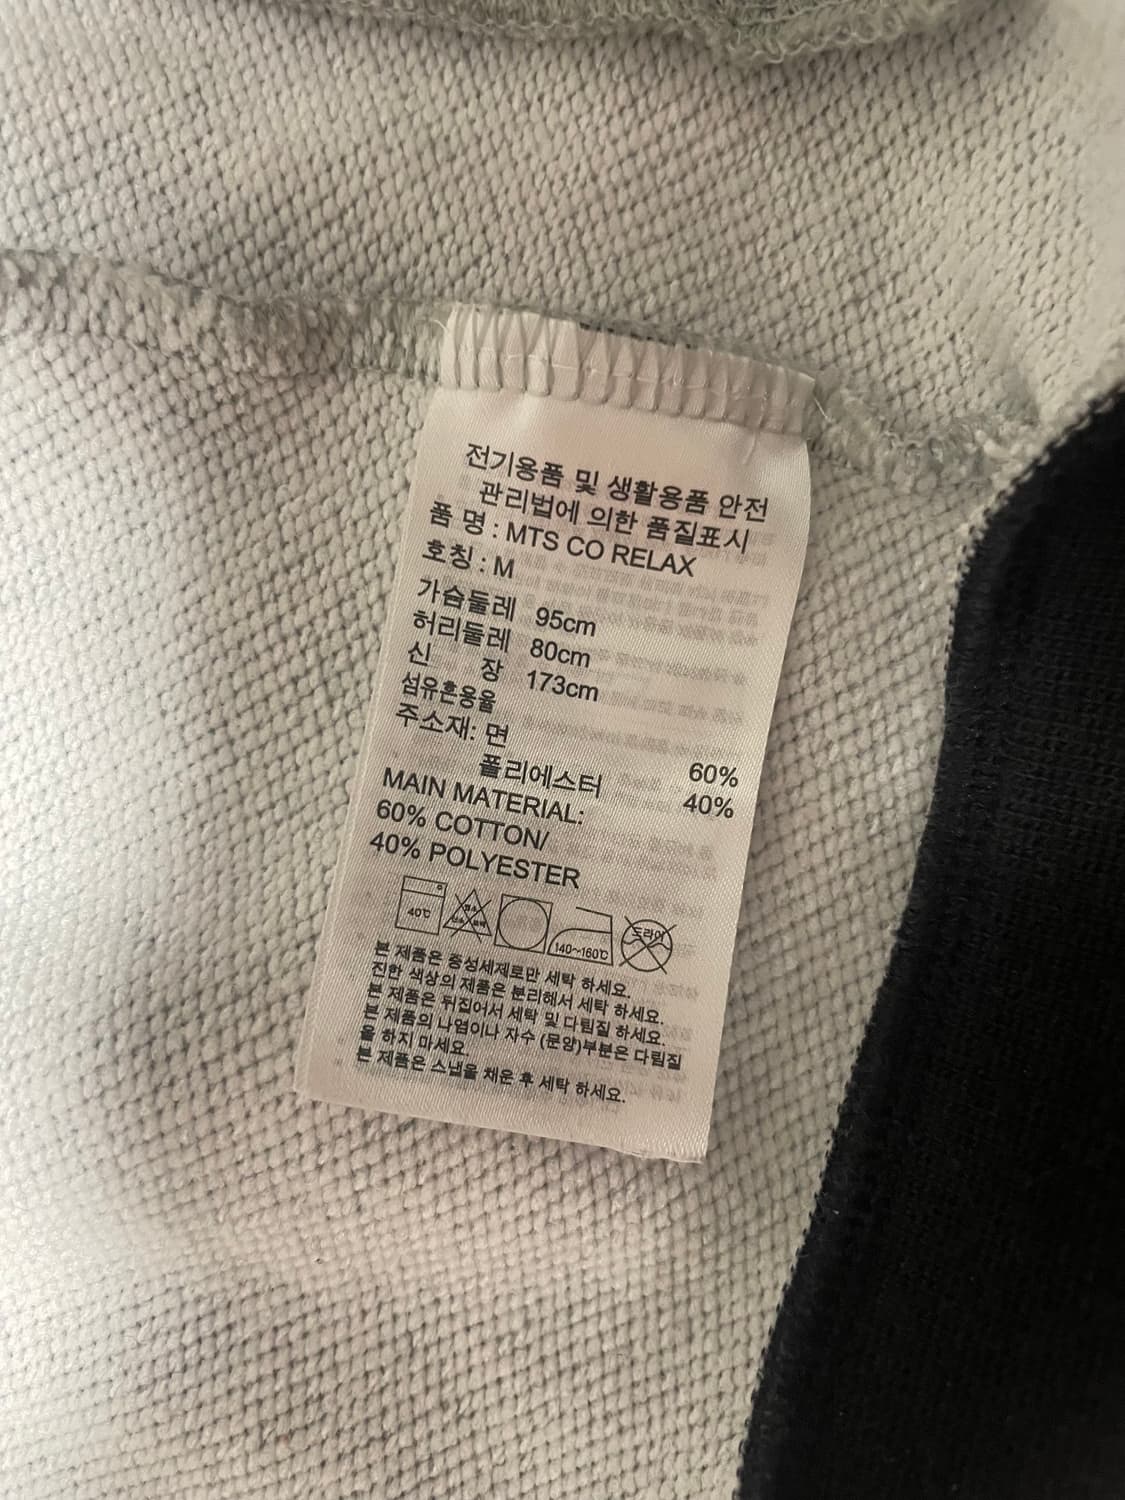 전기용품 및 생활용품 안전
관리법에 의한 품질표시
품 명 : MTS CO RELAX
호칭 : M
가슴둘레 95cm
허리둘레 80cm
신 장 173cm
섬유혼용율
주소재: 면 60%
폴리에스터 40%
MAIN MATERIAL:
60% COTTON/
40% POLYESTER
40℃ 140~160℃ 드라이
본 제품은 중성세제로만 세탁 하세요.
진한 색상의 제품은 분리해서 세탁 하세요.
본 제품은 뒤집어서 세탁 및 다림질 하세요.
본 제품의 나염이나 자수 (문양)부분은 다림질
을 하지 마세요.
본 제품은 스냅을 채운 후 세탁 하세요.